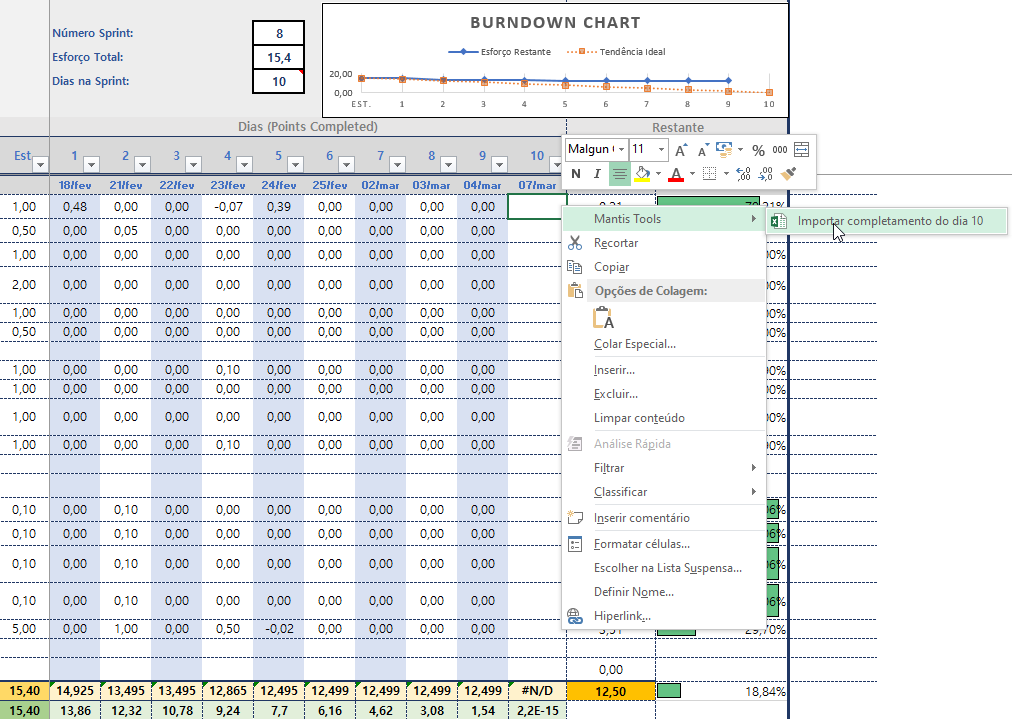 BURNDOWN CHART
Número Sprint: 8
Esforço Total: 15,4
Dias na Sprint: 10
Esforço Restante Tendência Ideal
20,00
0,00
EST. 1 2 3 4 5 6 7 8 9 10
Dias (Points Completed) Restante
Est 1 2 3 4 5 6 7 8 9 10
18/fev 21/fev 22/fev 23/fev 24/fev 25/fev 02/mar 03/mar 04/mar 07/mar
1,00 0,48 0,00 0,00 -0,07 0,39 0,00 0,00 0,00 0,00
0,50 0,00 0,05 0,00 0,00 0,00 0,00 0,00 0,00 0,00
1,00 0,00 0,00 0,00 0,00 0,00 0,00 0,00 0,00 0,00
2,00 0,00 0,00 0,00 0,00 0,00 0,00 0,00 0,00 0,00
1,00 0,00 0,00 0,00 0,00 0,00 0,00 0,00 0,00 0,00
0,50 0,00 0,00 0,00 0,00 0,00 0,00 0,00 0,00 0,00
1,00 0,00 0,00 0,00 0,10 0,00 0,00 0,00 0,00 0,00
1,00 0,00 0,00 0,00 0,00 0,00 0,00 0,00 0,00 0,00
1,00 0,00 0,00 0,00 0,00 0,00 0,00 0,00 0,00 0,00
1,00 0,00 0,00 0,00 0,10 0,00 0,00 0,00 0,00 0,00
0,10 0,00 0,10 0,00 0,00 0,00 0,00 0,00 0,00 0,00
0,10 0,00 0,10 0,00 0,00 0,00 0,00 0,00 0,00 0,00
0,10 0,00 0,10 0,00 0,00 0,00 0,00 0,00 0,00 0,00
0,10 0,00 0,10 0,00 0,00 0,00 0,00 0,00 0,00 0,00
5,00 0,00 1,00 0,00 0,50 -0,02 0,00 0,00 0,00 0,00 29,70%
0,00
15,40 14,925 13,495 13,495 12,865 12,495 12,499 12,499 12,499 12,499 #N/D 12,50 18,84%
15,40 13,86 12,32 10,78 9,24 7,7 6,16 4,62 3,08 1,54 2,2E-15
Malgun 11 A A % 000
N I A
Mantis Tools
Importar completamento do dia 10
Recortar
Copiar
Opções de Colagem:
Colar Especial...
Inserir...
Excluir...
Limpar conteúdo
Análise Rápida
Filtrar
Classificar
Inserir comentário
Formatar células...
Escolher na Lista Suspensa...
Definir Nome...
Hiperlink...